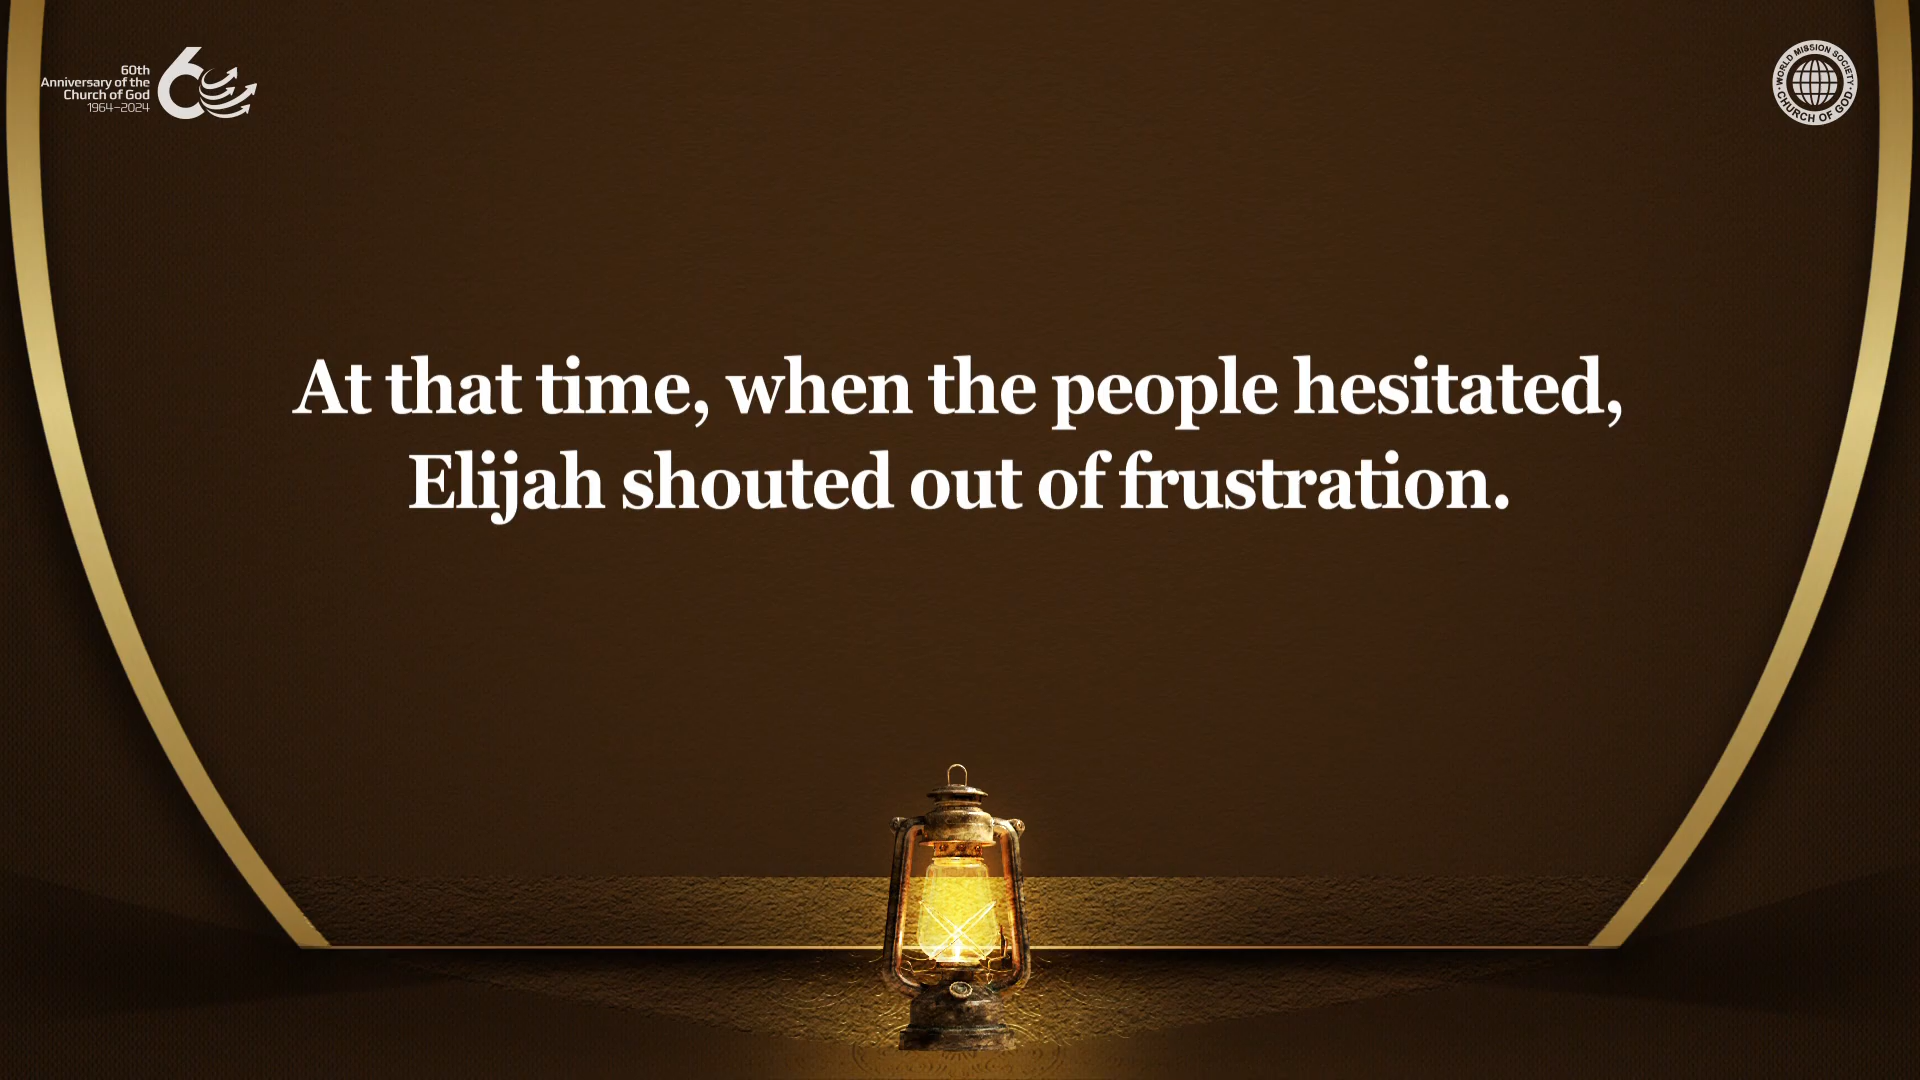 60th
Anniversary of the
Church of God
1964–2024
60
WORLD MISSION SOCIETY
CHURCH OF GOD
At that time, when the people hesitated,
Elijah shouted out of frustration.